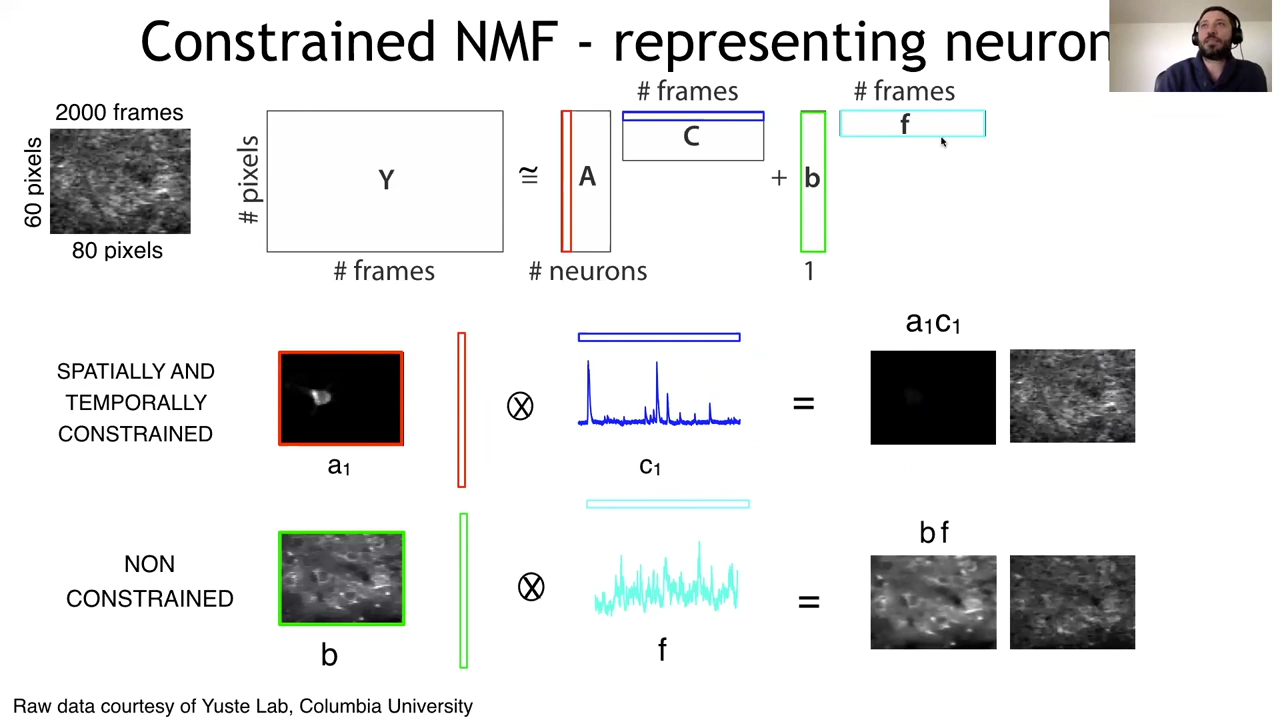 Constrained NMF - representing neuron
2000 frames
60 pixels
80 pixels
# pixels
Y
# frames
≅
A
# neurons
# frames
C
+
b
1
# frames
f
SPATIALLY AND
TEMPORALLY
CONSTRAINED
a₁
⊗
c₁
=
a₁c₁
NON
CONSTRAINED
b
⊗
f
=
b f
Raw data courtesy of Yuste Lab, Columbia University